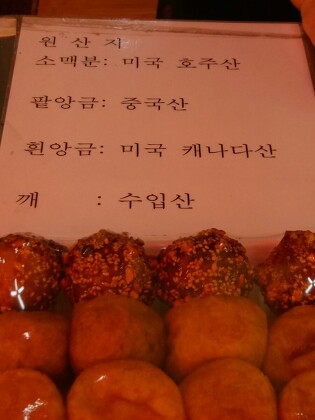 원 산 지
소맥분: 미국 호주산
팥앙금: 중국산
흰앙금: 미국 캐나다산
깨 : 수입산